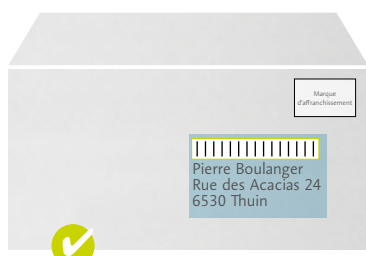 Marque
d'affranchissement
Pierre Boulanger
Rue des Acacias 24
6530 Thuin